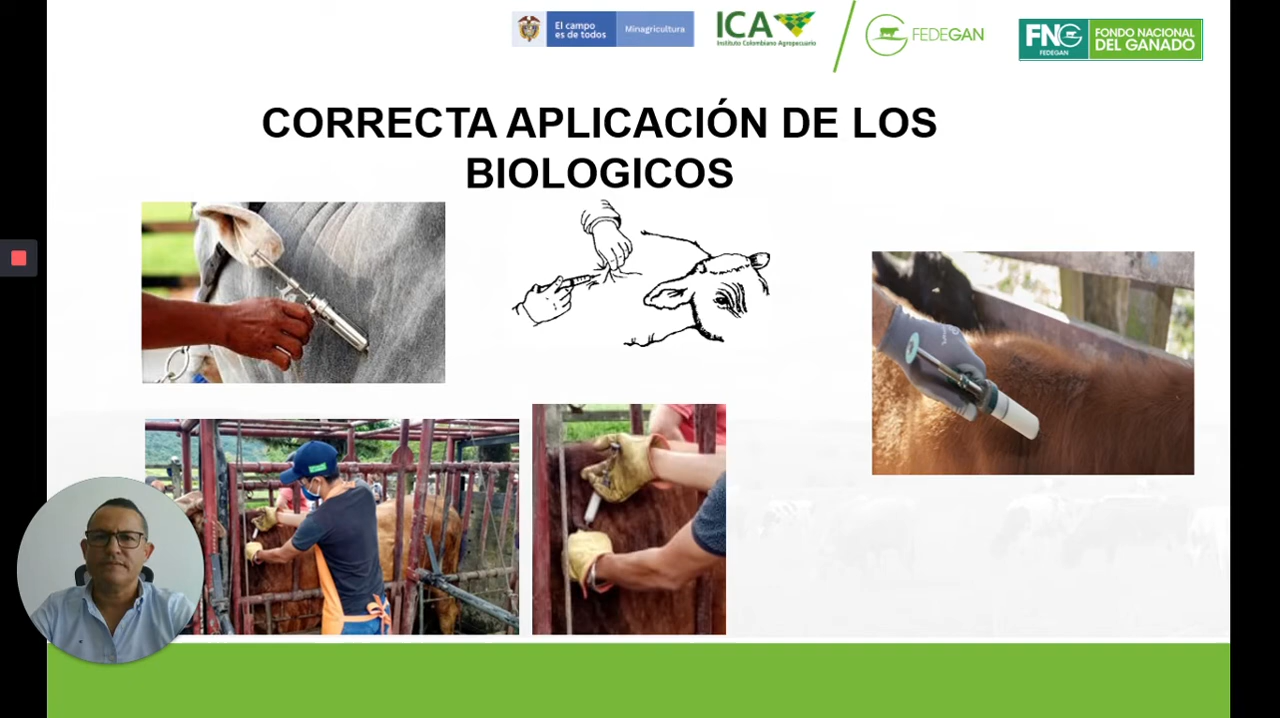 El campo
es de todos
Minagricultura
ICA
Instituto Colombiano Agropecuario
FEDEGAN
FNG
FEDEGAN
FONDO NACIONAL
DEL GANADO
CORRECTA APLICACIÓN DE LOS
BIOLOGICOS